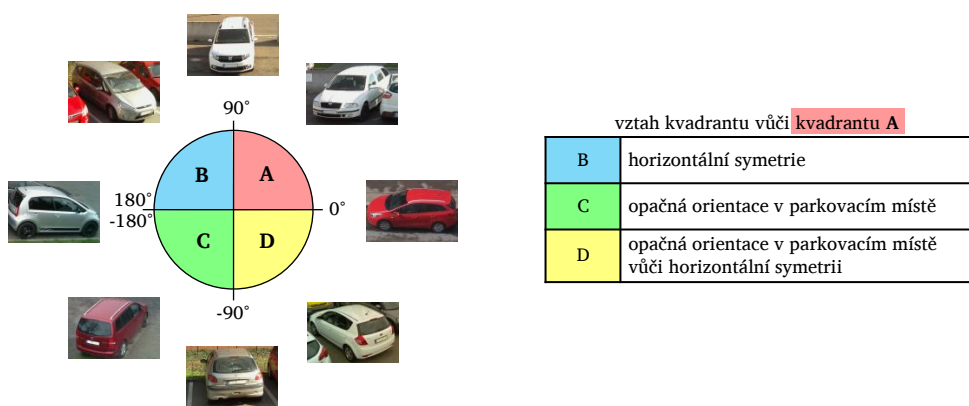 90°
B
A
180°
-180°
0°
C
D
-90°
vztah kvadrantu vůči kvadrantu A
B
horizontální symetrie
C
opačná orientace v parkovacím místě
D
opačná orientace v parkovacím místě
vůči horizontální symetrii